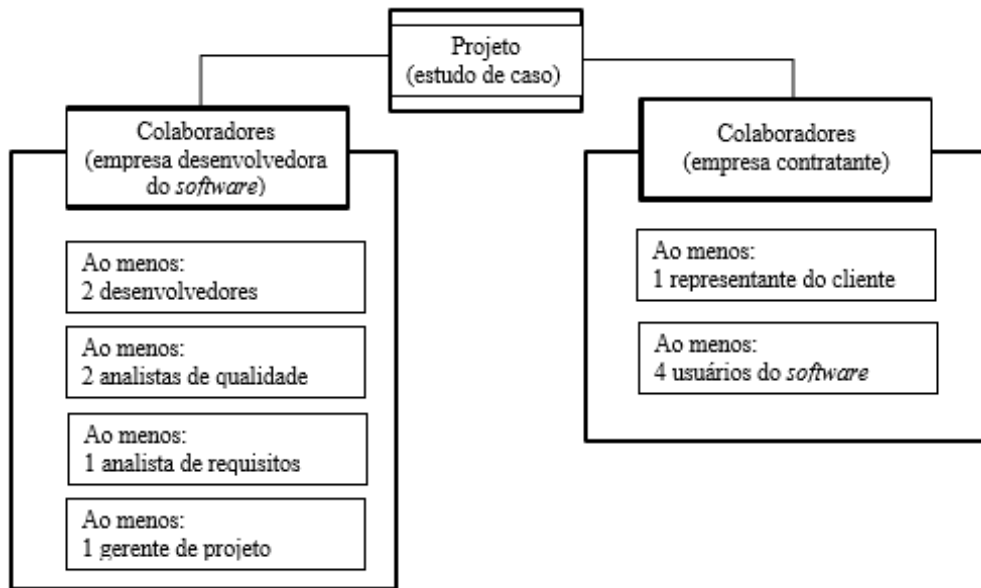 Projeto
(estudo de caso)
Colaboradores
(empresa desenvolvedora
do software)
Ao menos:
2 desenvolvedores
Ao menos:
2 analistas de qualidade
Ao menos:
1 analista de requisitos
Ao menos:
1 gerente de projeto
Colaboradores
(empresa contratante)
Ao menos:
1 representante do cliente
Ao menos:
4 usuários do software